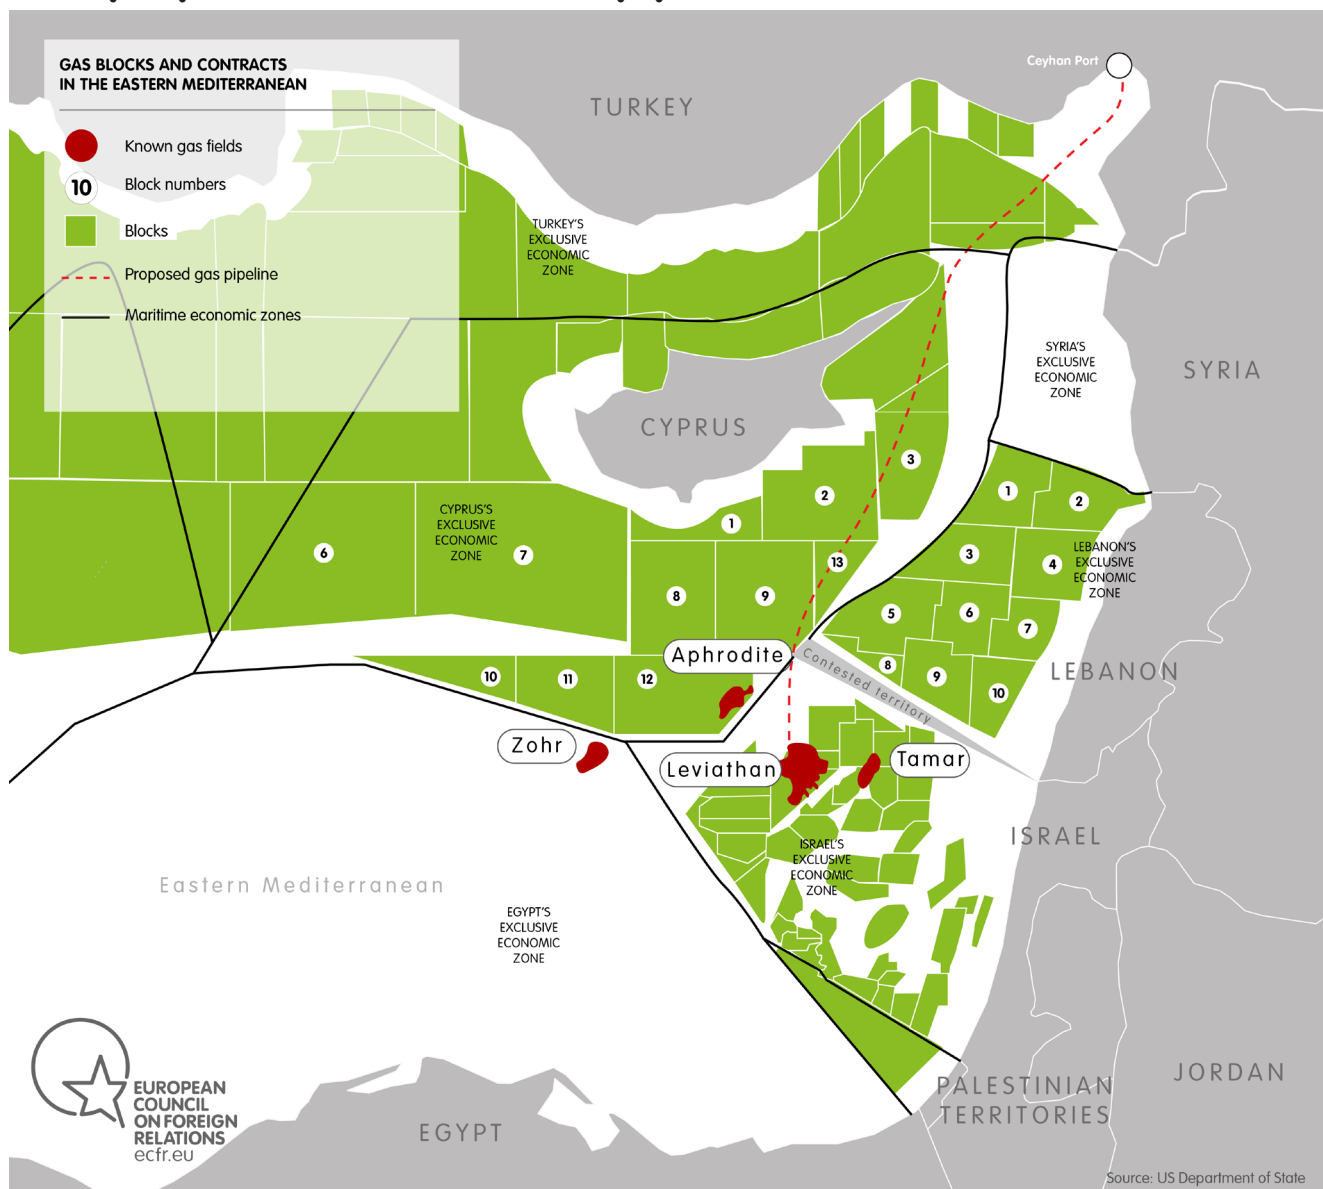 GAS BLOCKS AND CONTRACTS
IN THE EASTERN MEDITERRANEAN
Known gas fields
10
Block numbers
Blocks
Proposed gas pipeline
Maritime economic zones
Ceyhan Port
TURKEY
TURKEY'S
EXCLUSIVE
ECONOMIC
ZONE
SYRIA'S
EXCLUSIVE
ECONOMIC
ZONE
SYRIA
CYPRUS
3
2
1
1
2
CYPRUS'S
EXCLUSIVE
ECONOMIC
ZONE
6
7
13
8
9
3
4
LEBANON'S
EXCLUSIVE
ECONOMIC
ZONE
5
6
7
8
9
10
LEBANON
Aphrodite
Contested territory
10
11
12
Zohr
Leviathan
Tamar
ISRAEL
ISRAEL'S
EXCLUSIVE
ECONOMIC
ZONE
Eastern Mediterranean
EGYPT'S
EXCLUSIVE
ECONOMIC
ZONE
EUROPEAN
COUNCIL
ON FOREIGN
RELATIONS
ecfr.eu
EGYPT
PALESTINIAN
TERRITORIES
JORDAN
Source: US Department of State